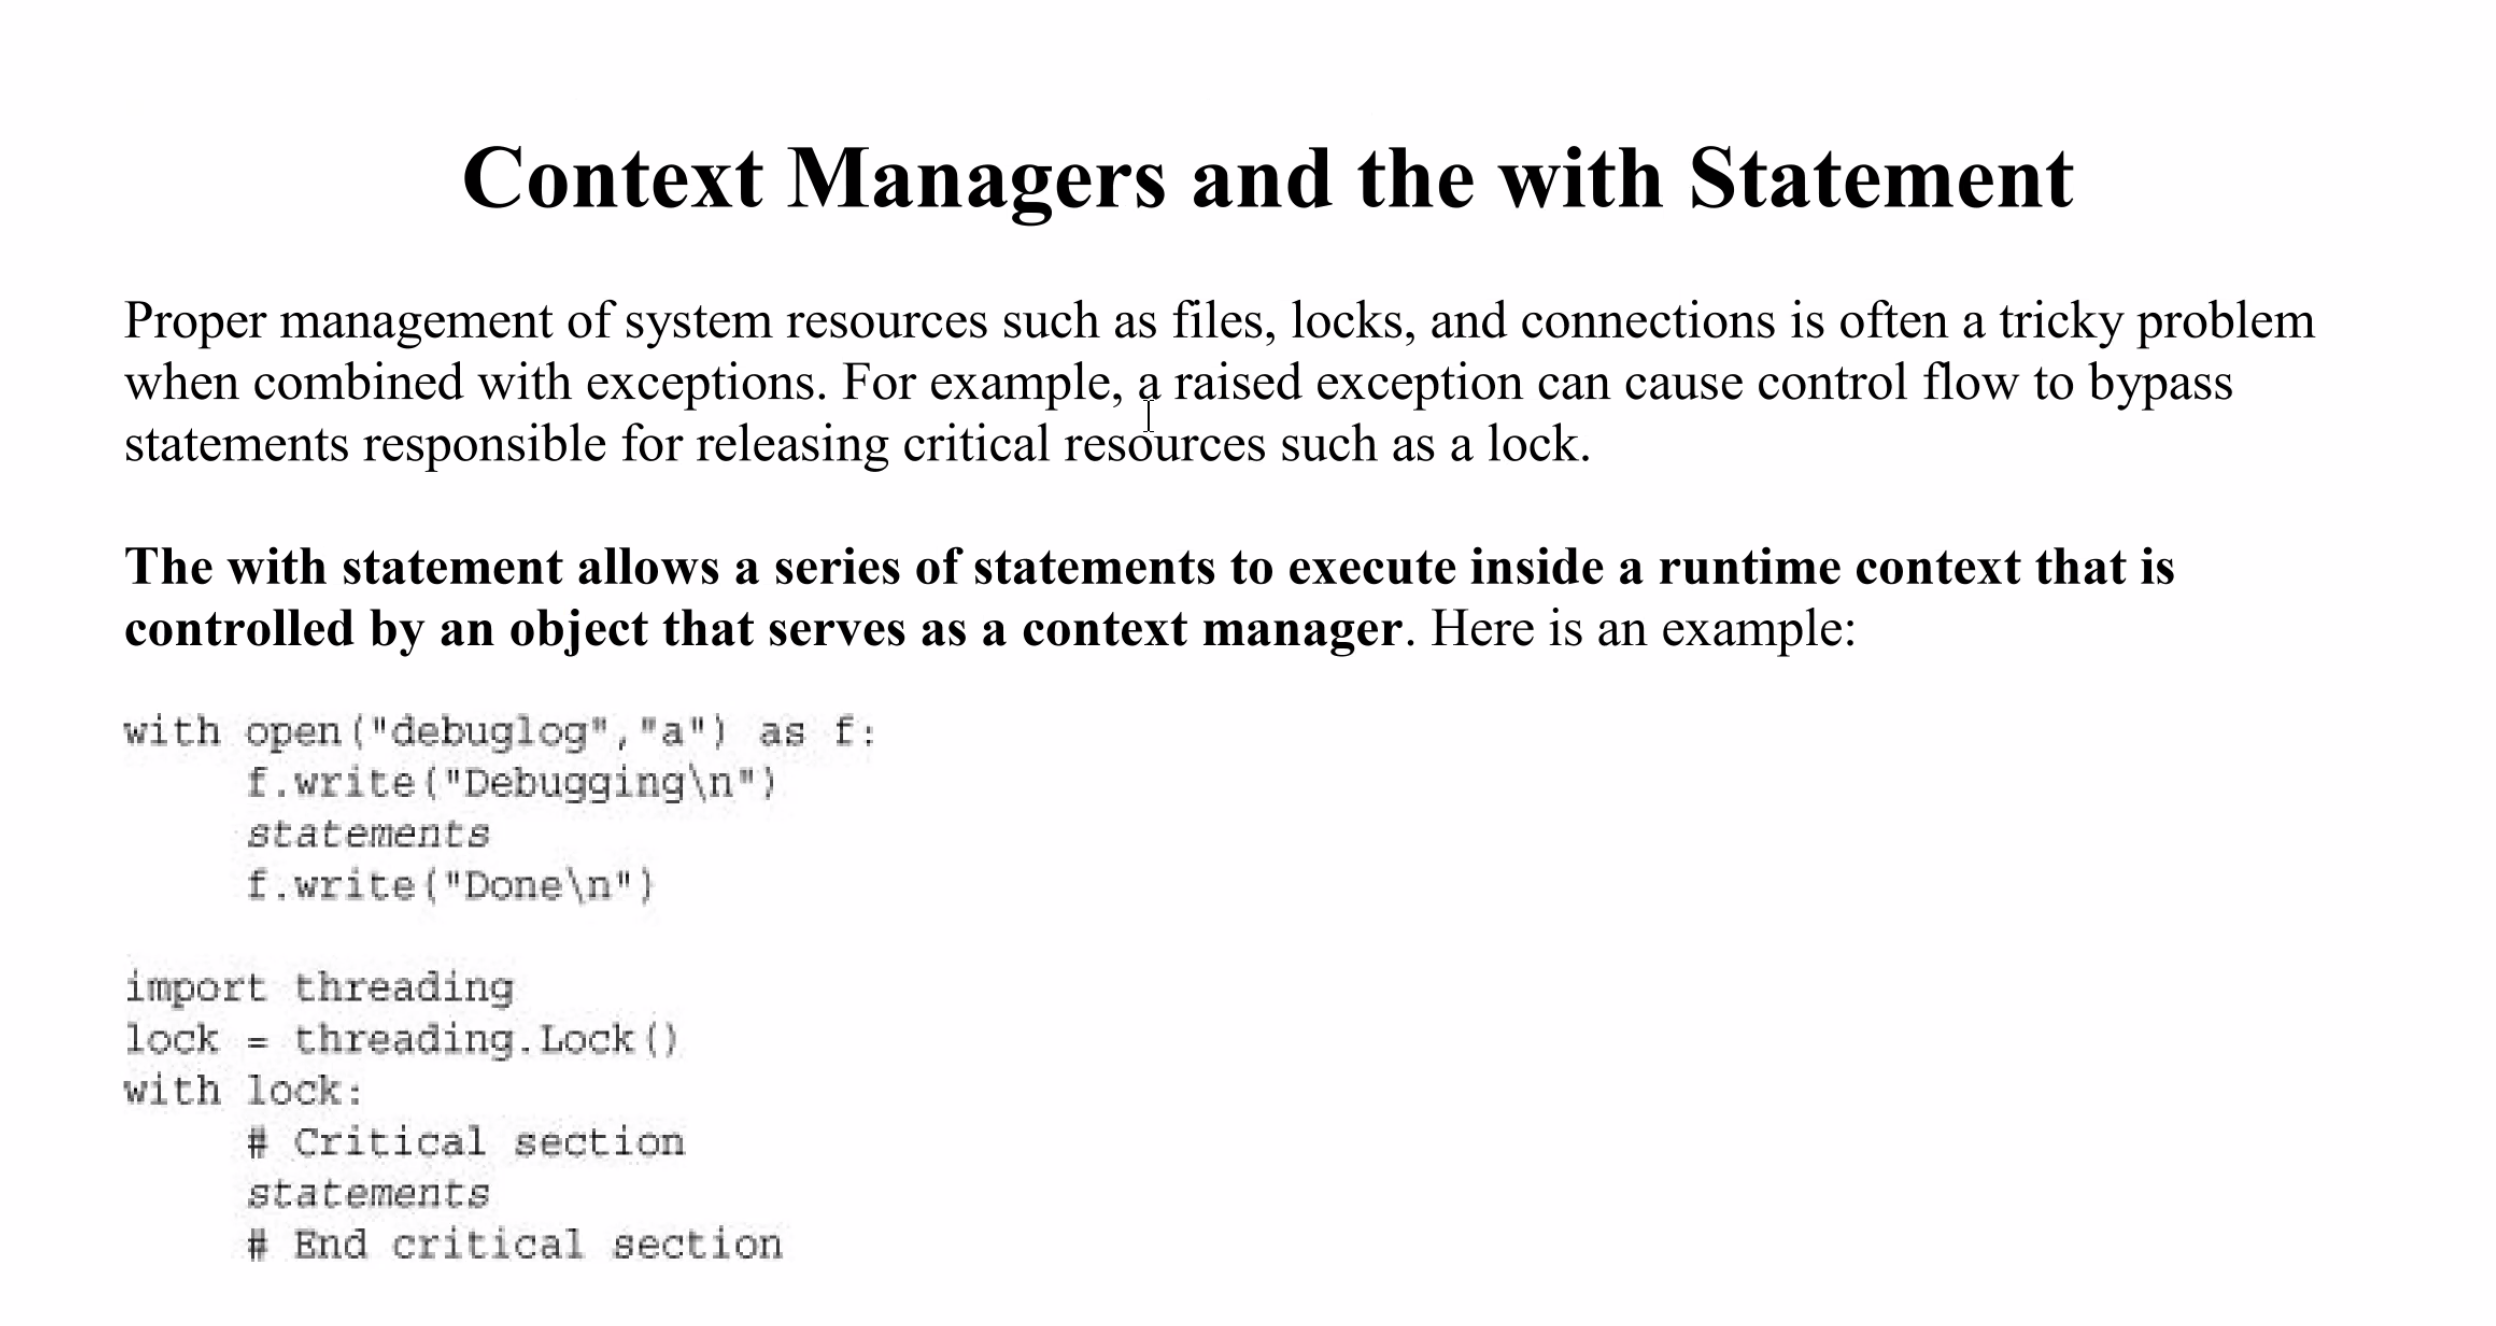 Context Managers and the with Statement
Proper management of system resources such as files, locks, and connections is often a tricky problem
when combined with exceptions. For example, a raised exception can cause control flow to bypass
statements responsible for releasing critical resources such as a lock.
The with statement allows a series of statements to execute inside a runtime context that is
controlled by an object that serves as a context manager. Here is an example:
with open("debuglog","a") as f:
     f.write("Debugging\n")
     statements
     f.write("Done\n")
import threading
lock = threading.Lock()
with lock:
     # Critical section
     statements
     # End critical section